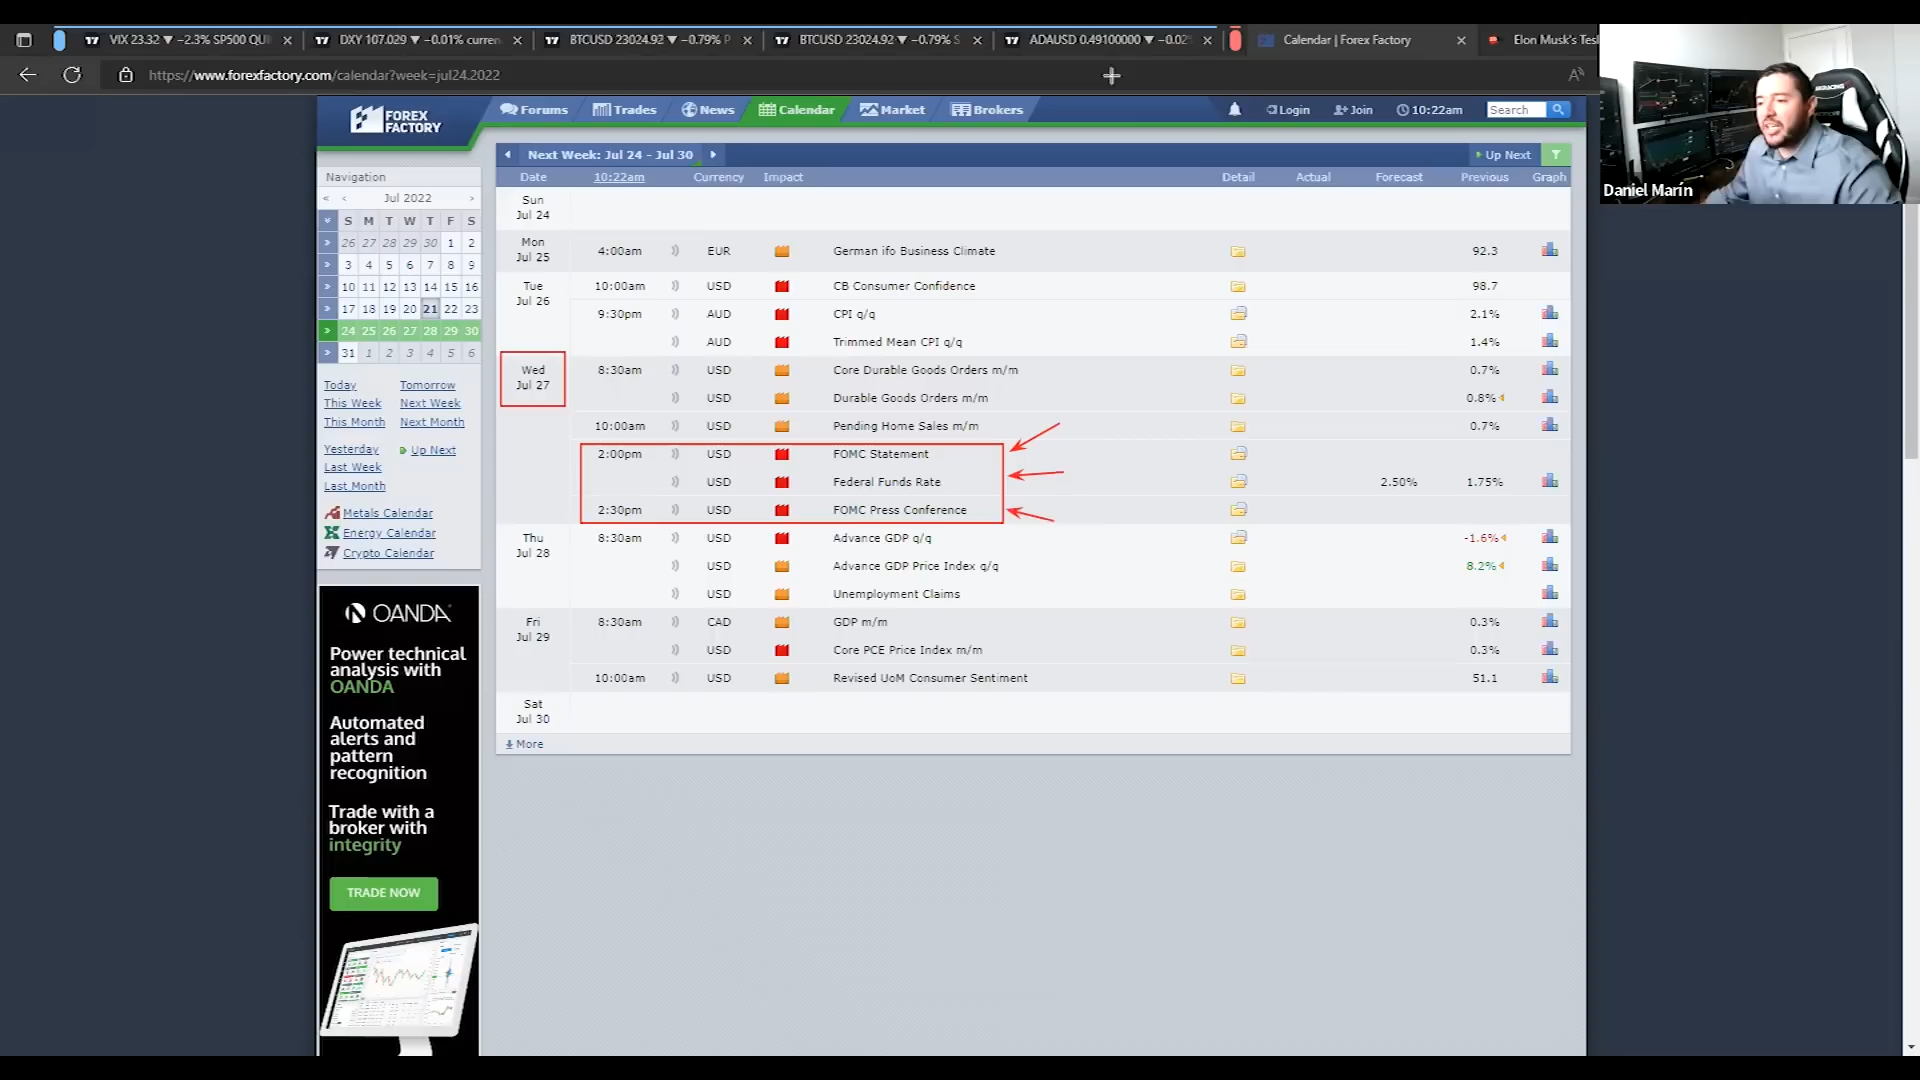 VIX 23.32 ▼ −2.3% SP500 QU
DXY 107.029 ▼ −0.01% curren
BTCUSD 23024.92 ▼ −0.79% P
BTCUSD 23024.92 ▼ −0.79% S
ADAUSD 0.49100000 ▼ −0.02
Calendar | Forex Factory
Elon Musk's Tesl
https://www.forexfactory.com/calendar?week=jul24.2022
FOREX
FACTORY
Forums Trades News Calendar Market Brokers
Login Join 10:22am Search
Daniel Marín
Navigation
Jul 2022
S M T W T F S
26 27 28 29 30 1 2
3 4 5 6 7 8 9
10 11 12 13 14 15 16
17 18 19 20 21 22 23
24 25 26 27 28 29 30
31 1 2 3 4 5 6
Today Tomorrow
This Week Next Week
This Month Next Month
Yesterday Up Next
Last Week
Last Month
Metals Calendar
Energy Calendar
Crypto Calendar
OANDA
Power technical
analysis with
OANDA
Automated
alerts and
pattern
recognition
Trade with a
broker with
integrity
TRADE NOW
Next Week: Jul 24 - Jul 30
Up Next
Date 10:22am Currency Impact Detail Actual Forecast Previous Graph
Sun
Jul 24
Mon
Jul 25
4:00am EUR German ifo Business Climate 92.3
Tue
Jul 26
10:00am USD CB Consumer Confidence 98.7
9:30pm AUD CPI q/q 2.1%
AUD Trimmed Mean CPI q/q 1.4%
Wed
Jul 27
8:30am USD Core Durable Goods Orders m/m 0.7%
USD Durable Goods Orders m/m 0.8%
10:00am USD Pending Home Sales m/m 0.7%
2:00pm USD FOMC Statement
USD Federal Funds Rate 2.50% 1.75%
2:30pm USD FOMC Press Conference
Thu
Jul 28
8:30am USD Advance GDP q/q -1.6%
USD Advance GDP Price Index q/q 8.2%
USD Unemployment Claims
Fri
Jul 29
8:30am CAD GDP m/m 0.3%
USD Core PCE Price Index m/m 0.3%
10:00am USD Revised UoM Consumer Sentiment 51.1
Sat
Jul 30
More